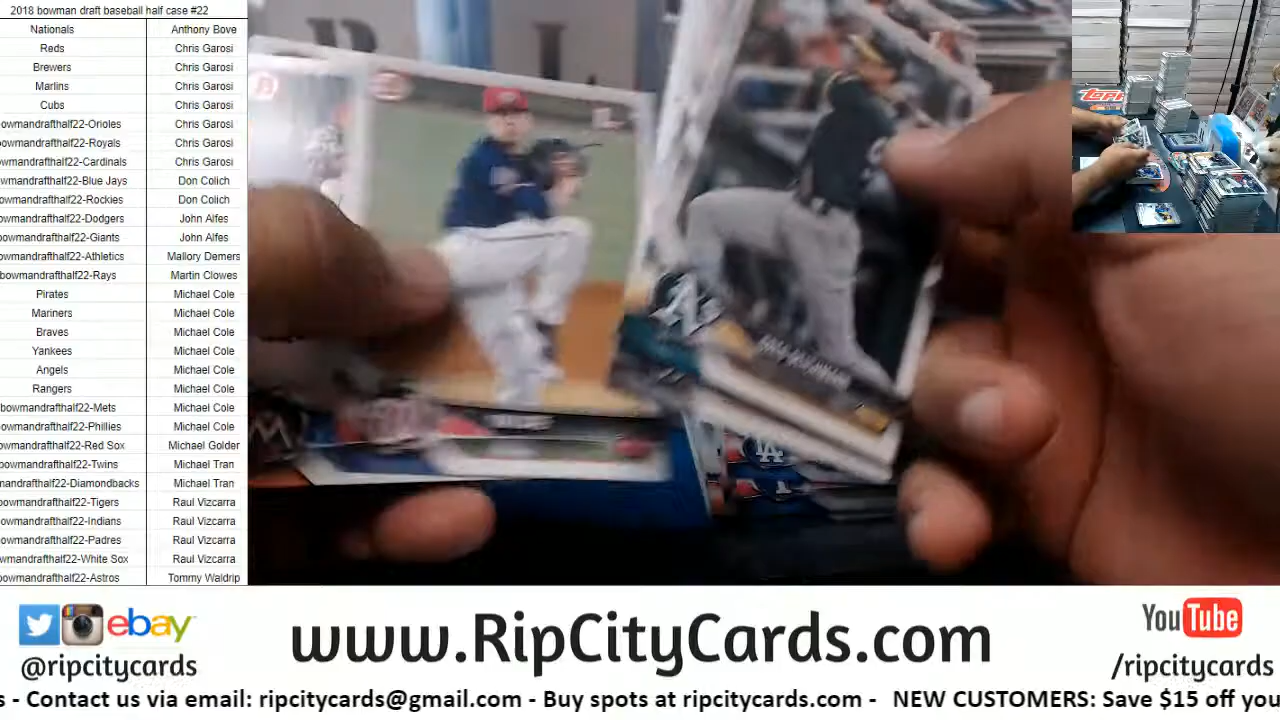 2018 bowman draft baseball half case #22
Nationals Anthony Bove
Reds Chris Garosi
Brewers Chris Garosi
Marlins Chris Garosi
Cubs Chris Garosi
owmandrafthalf22-Orioles Chris Garosi
bowmandrafthalf22-Royals Chris Garosi
owmandrafthalf22-Cardinals Chris Garosi
wmandrafthalf22-Blue Jays Don Colich
owmandrafthalf22-Rockies Don Colich
owmandrafthalf22-Dodgers John Alfes
owmandrafthalf22-Giants John Alfes
owmandrafthalf22-Athletics Mallory Demers
bowmandrafthalf22-Rays Martin Clowes
Pirates Michael Cole
Mariners Michael Cole
Braves Michael Cole
Yankees Michael Cole
Angels Michael Cole
Rangers Michael Cole
bowmandrafthalf22-Mets Michael Cole
owmandrafthalf22-Phillies Michael Cole
owmandrafthalf22-Red Sox Michael Golder
bowmandrafthalf22-Twins Michael Tran
mandrafthalf22-Diamondbacks Michael Tran
owmandrafthalf22-Tigers Raul Vizcarra
owmandrafthalf22-Indians Raul Vizcarra
owmandrafthalf22-Padres Raul Vizcarra
wmandrafthalf22-White Sox Raul Vizcarra
owmandrafthalf22-Astros Tommy Waldrip
Topps
A's
LA
ebay
@ripcitycards
www.RipCityCards.com
YouTube
/ripcitycards
s - Contact us via email: ripcitycards@gmail.com - Buy spots at ripcitycards.com - NEW CUSTOMERS: Save $15 off you